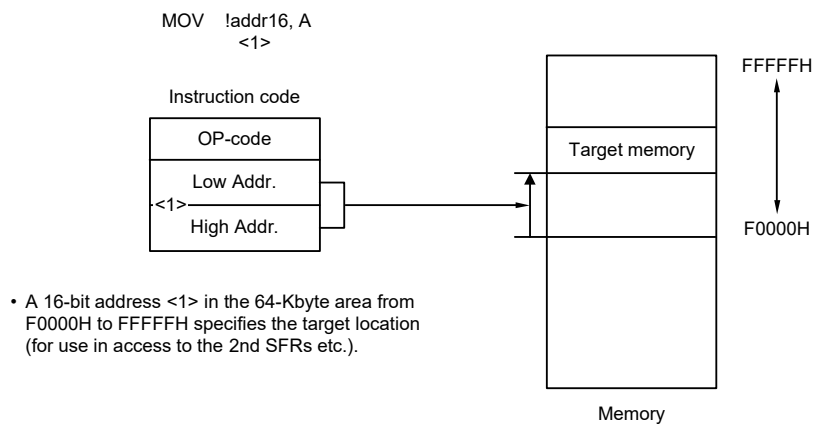 MOV !addr16, A
<1>
Instruction code
OP-code
Low Addr.
<1>
High Addr.
FFFFFH
Target memory
F0000H
• A 16-bit address <1> in the 64-Kbyte area from
F0000H to FFFFFH specifies the target location
(for use in access to the 2nd SFRs etc.).
Memory